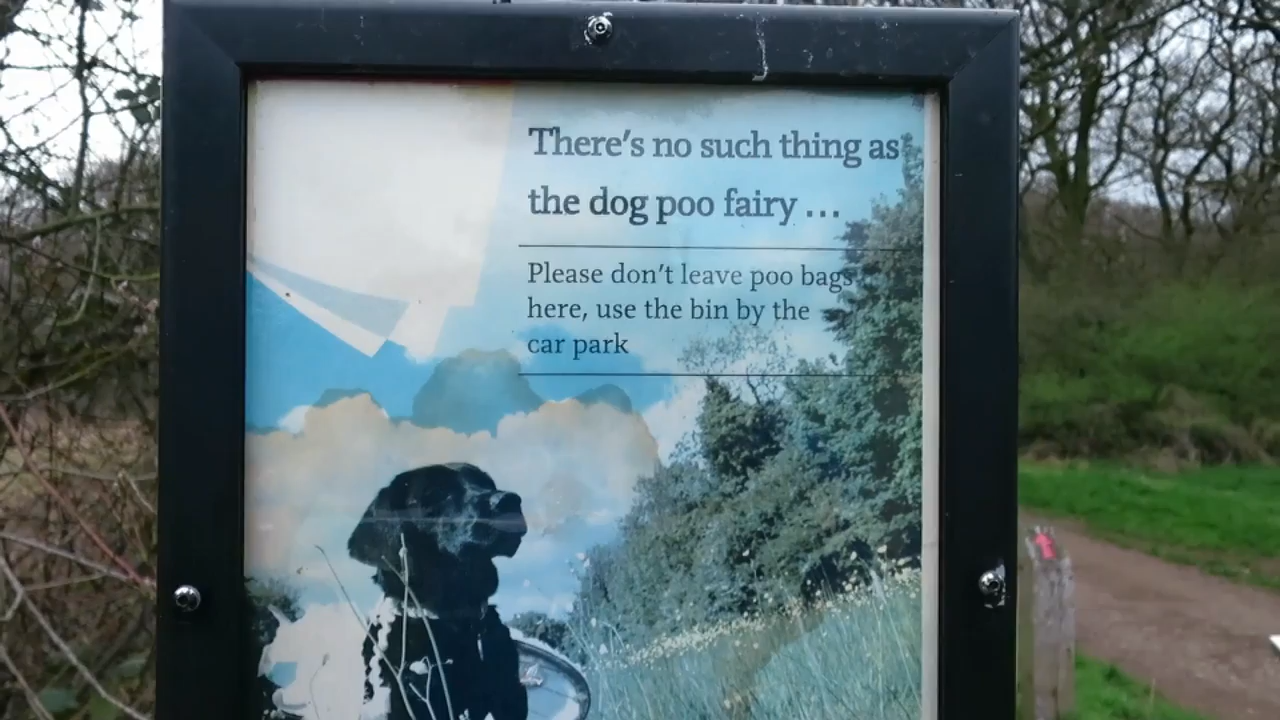 There's no such thing as
the dog poo fairy ...
Please don't leave poo bags
here, use the bin by the
car park